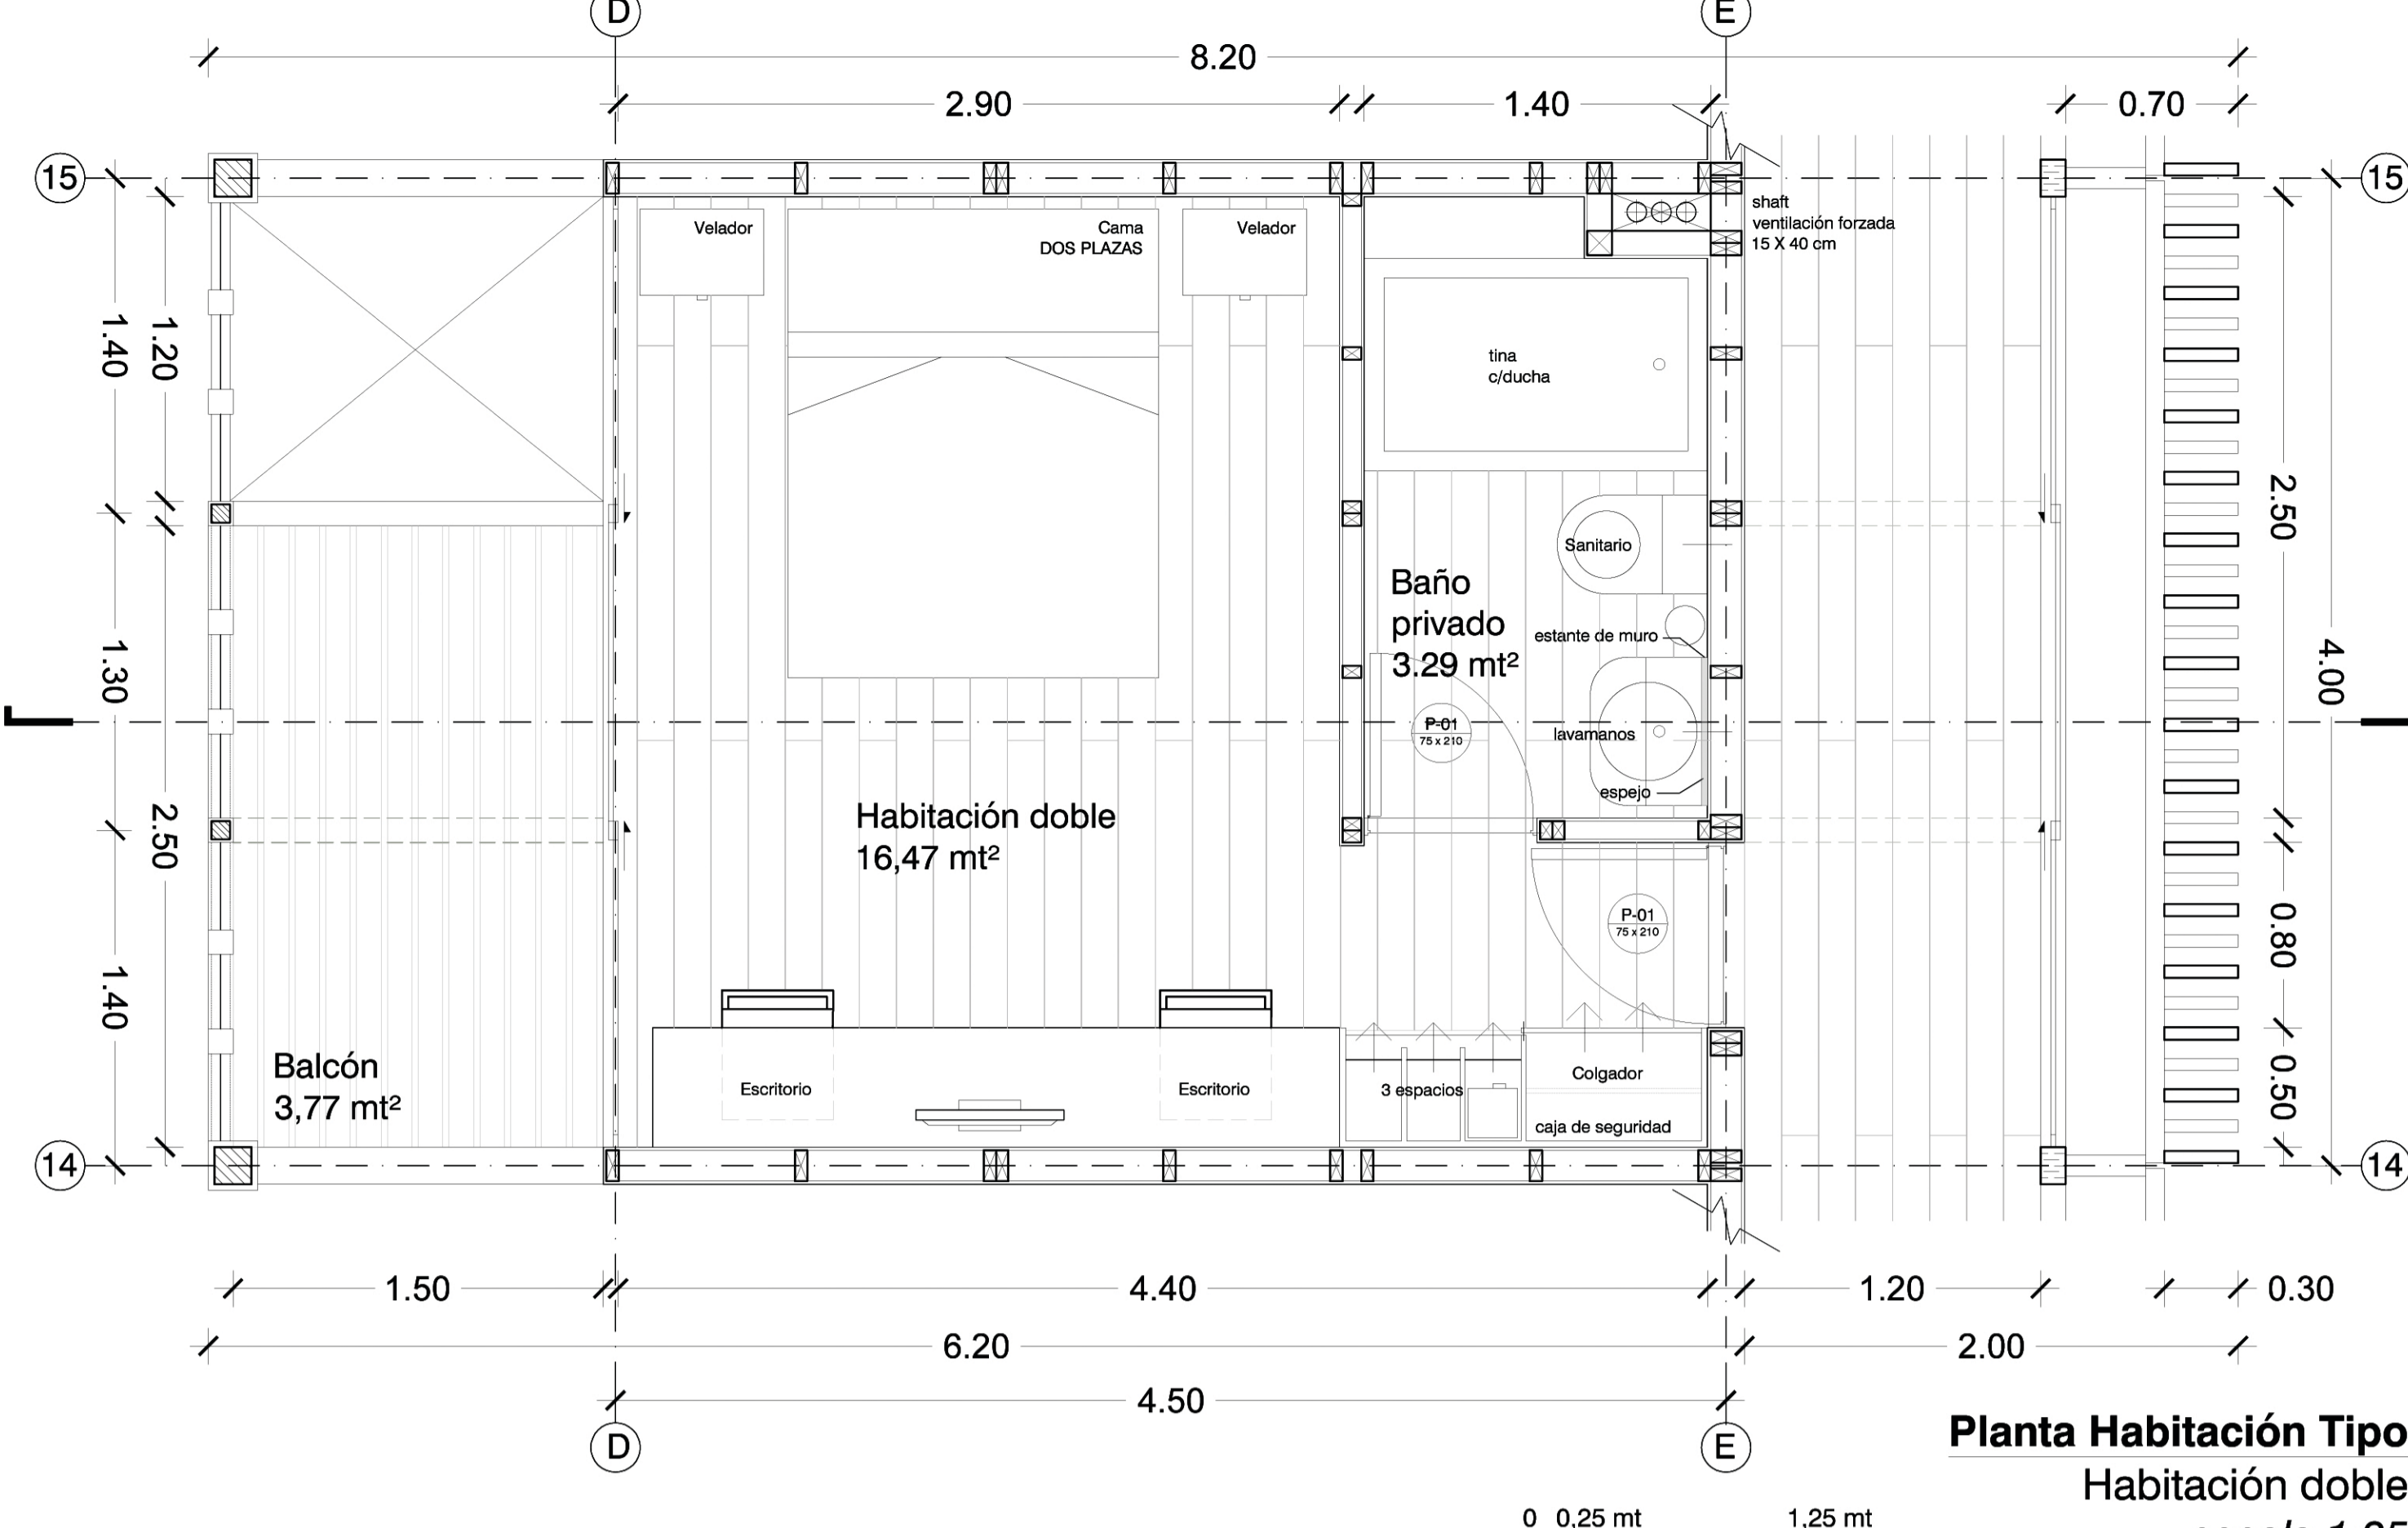 D
E
8.20
2.90
1.40
0.70
15
15
Velador
Cama
DOS PLAZAS
Velador
shaft
ventilación forzada
15 X 40 cm
1.40
1.20
tina
c/ducha
2.50
Sanitario
Baño
privado
3.29 mt²
estante de muro
1.30
4.00
P-01
75 x 210
lavamanos
espejo
2.50
Habitación doble
16,47 mt²
P-01
75 x 210
0.80
1.40
Balcón
3,77 mt²
Escritorio
Escritorio
3 espacios
Colgador
caja de seguridad
0.50
14
14
1.50
4.40
1.20
0.30
6.20
2.00
4.50
D
E
Planta Habitación Tipo
Habitación doble
0 0,25 mt 1,25 mt